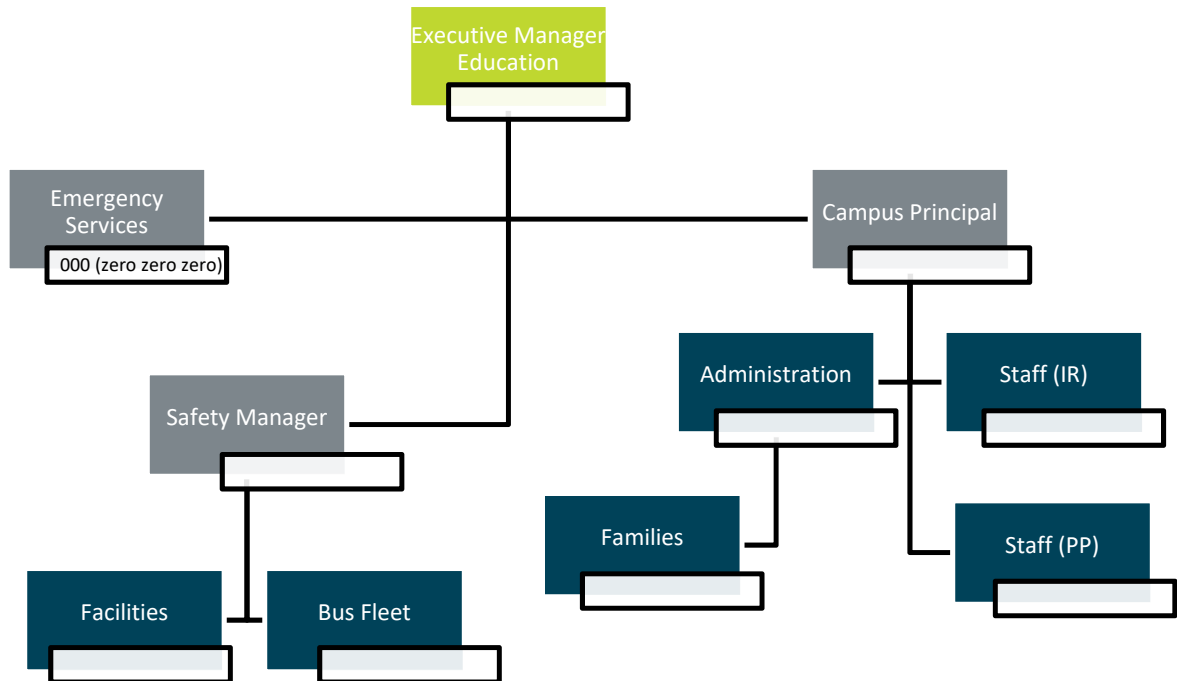 Executive Manager
Education
Emergency
Services
000 (zero zero zero)
Campus Principal
Administration
Staff (IR)
Safety Manager
Families
Staff (PP)
Facilities
Bus Fleet